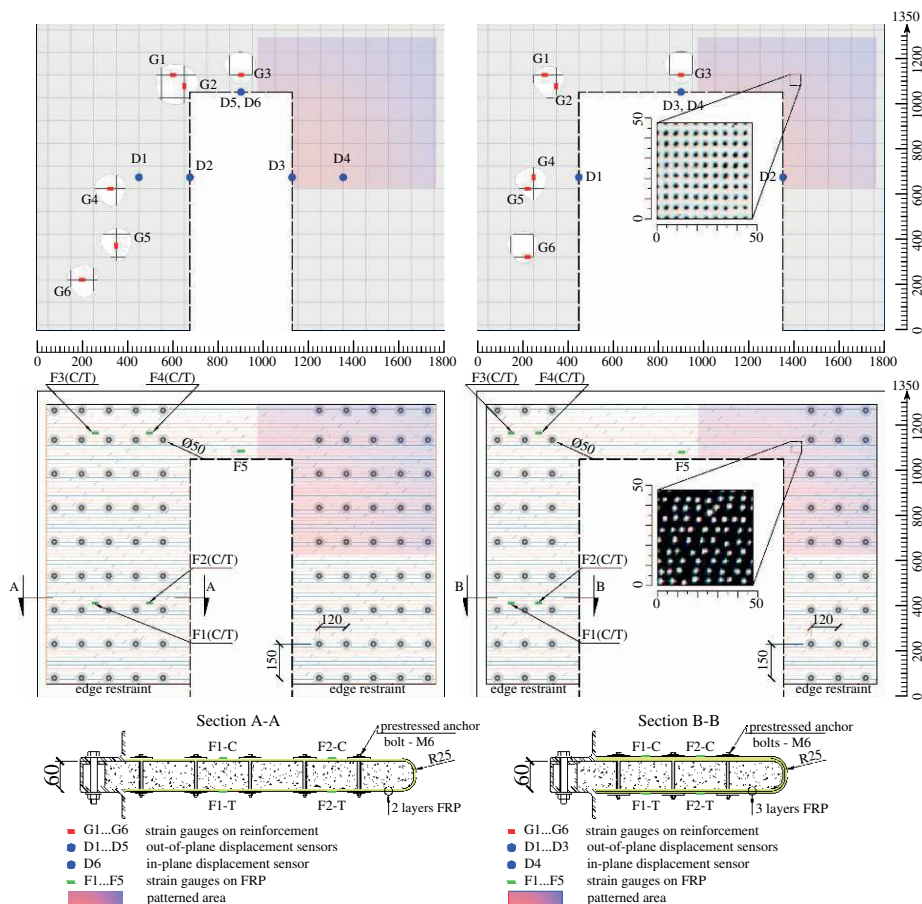 G1
G2
G3
D5, D6
D1
D2
D3
D4
G4
G5
G6
G1
G2
G3
D3, D4
50
0
0
50
G4
G5
G6
D1
D2
1350
1200
1000
800
600
400
200
0
0 200 400 600 800 1000 1200 1400 1600 1800
0 200 400 600 800 1000 1200 1400 1600 1800
F3(C/T)
F4(C/T)
Ø50
F5
F2(C/T)
A
A
F1(C/T)
120
150
edge restraint
edge restraint
F3(C/T)
F4(C/T)
Ø50
F5
50
0
0
50
F2(C/T)
B
B
F1(C/T)
120
150
edge restraint
edge restraint
1350
1200
1000
800
600
400
200
0
Section A-A
prestressed anchor
bolt - M6
F1-C
F2-C
R25
60
F1-T
F2-T
2 layers FRP
Section B-B
prestressed anchor
bolts - M6
F1-C
F2-C
R25
60
F1-T
F2-T
3 layers FRP
G1...G6 strain gauges on reinforcement
D1...D5 out-of-plane displacement sensors
D6 in-plane displacement sensor
F1...F5 strain gauges on FRP
patterned area
G1...G6 strain gauges on reinforcement
D1...D3 out-of-plane displacement sensors
D4 in-plane displacement sensor
F1...F5 strain gauges on FRP
patterned area